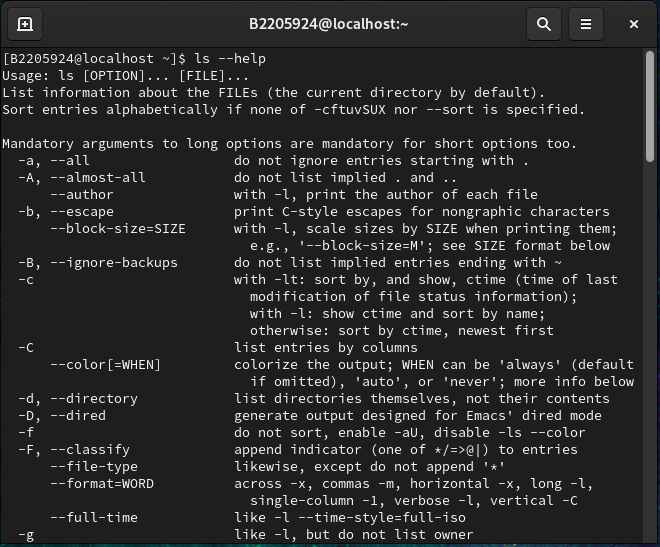 B2205924@localhost:~
[B2205924@localhost ~]$ ls --help
Usage: ls [OPTION]... [FILE]...
List information about the FILEs (the current directory by default).
Sort entries alphabetically if none of -cftuvSUX nor --sort is specified.

Mandatory arguments to long options are mandatory for short options too.
  -a, --all                  do not ignore entries starting with .
  -A, --almost-all           do not list implied . and ..
      --author               with -l, print the author of each file
  -b, --escape               print C-style escapes for nongraphic characters
      --block-size=SIZE      with -l, scale sizes by SIZE when printing them;
                               e.g., '--block-size=M'; see SIZE format below
  -B, --ignore-backups       do not list implied entries ending with ~
  -c                         with -lt: sort by, and show, ctime (time of last
                               modification of file status information);
                               with -l: show ctime and sort by name;
                               otherwise: sort by ctime, newest first
  -C                         list entries by columns
      --color[=WHEN]         colorize the output; WHEN can be 'always' (default
                               if omitted), 'auto', or 'never'; more info below
  -d, --directory            list directories themselves, not their contents
  -D, --dired                generate output designed for Emacs' dired mode
  -f                         do not sort, enable -aU, disable -ls --color
  -F, --classify             append indicator (one of */=>@|) to entries
      --file-type            likewise, except do not append '*'
      --format=WORD          across -x, commas -m, horizontal -x, long -l,
                               single-column -1, verbose -l, vertical -C
      --full-time            like -l --time-style=full-iso
  -g                         like -l, but do not list owner